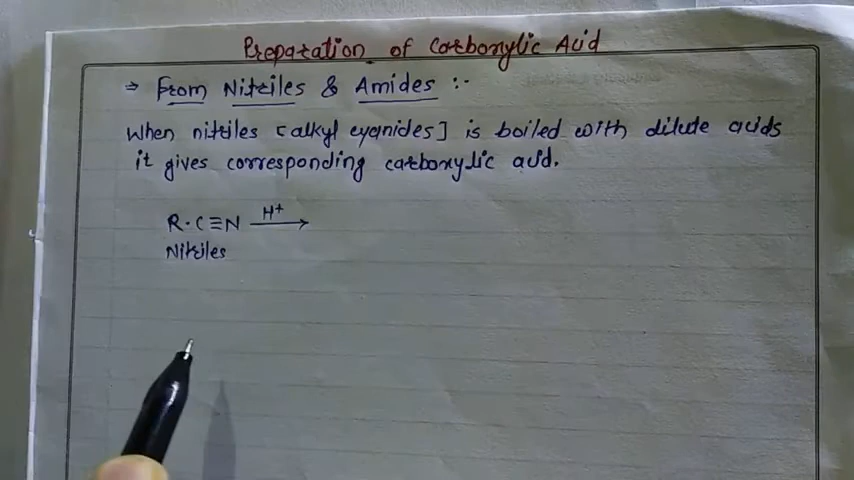 Preparation of Carboxylic Acid
⇒ From Nitriles & Amides :-
When nitriles [alkyl cyanides] is boiled with dilute acids
it gives corresponding carboxylic acid.
R-C≡N H⁺ →
Nitriles